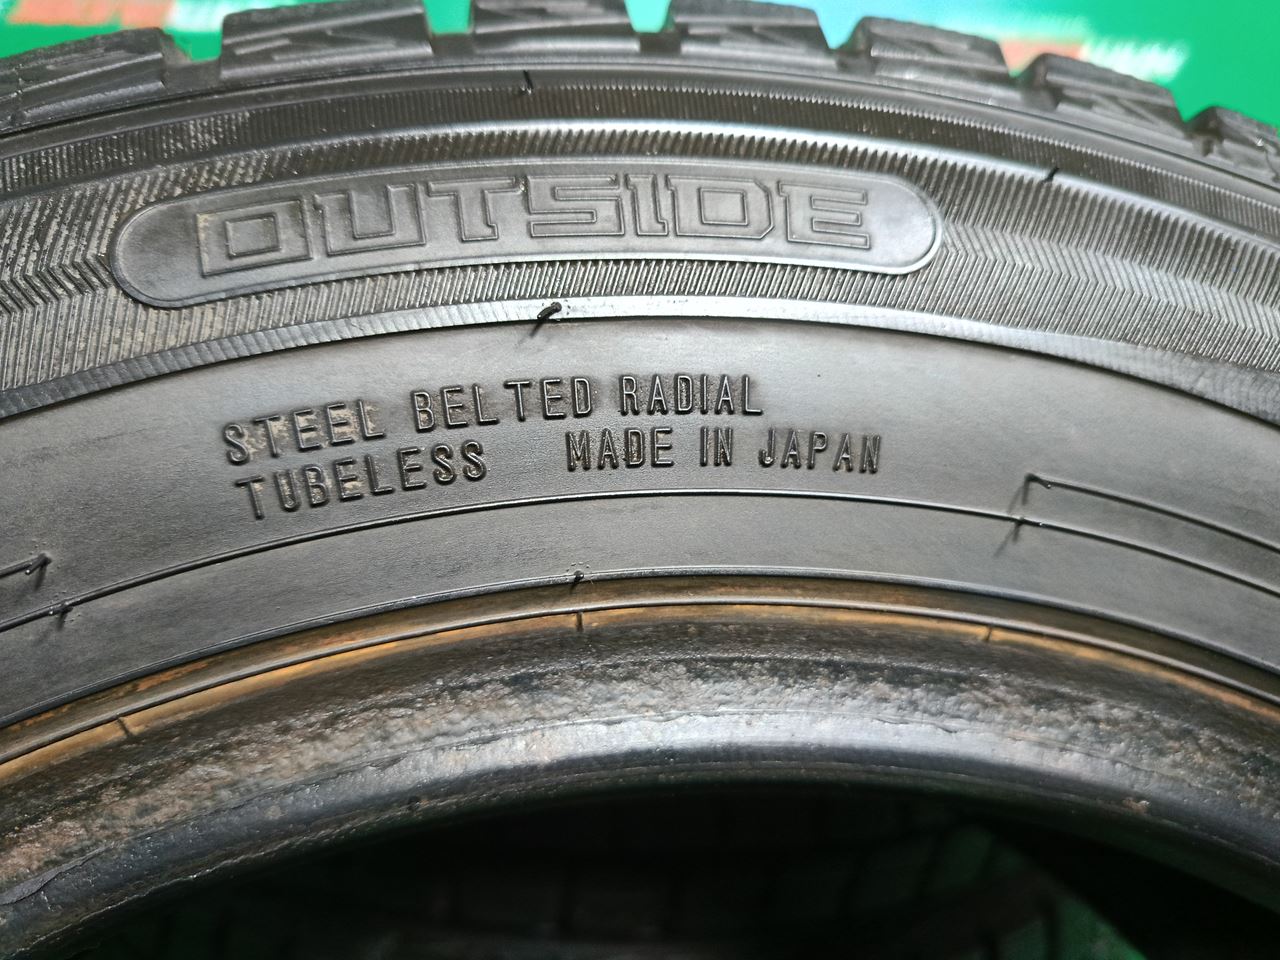 OUTSIDE
STEEL BELTED RADIAL
TUBELESS MADE IN JAPAN